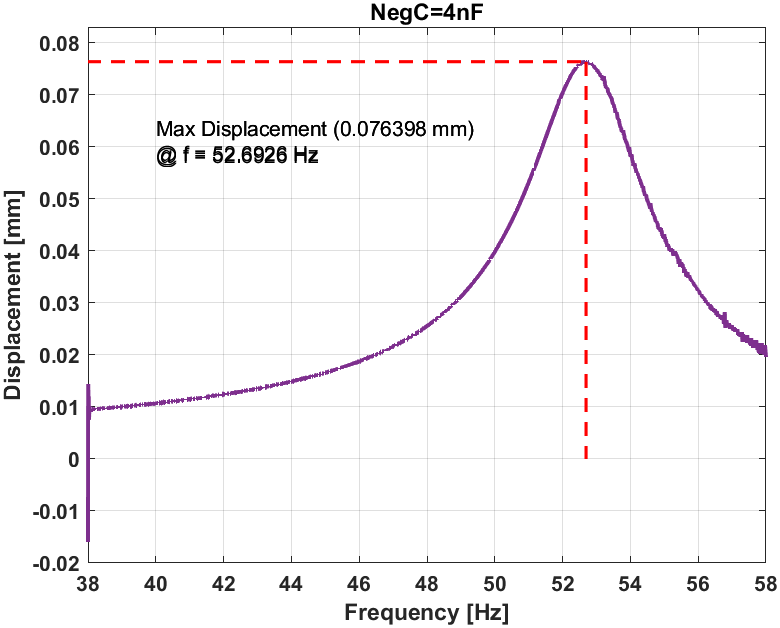 NegC=4nF
0.08
0.07
0.06
0.05
0.04
0.03
0.02
0.01
0
-0.01
-0.02
Displacement [mm]
Max Displacement (0.076398 mm)
@ f = 52.6926 Hz
38 40 42 44 46 48 50 52 54 56 58
Frequency [Hz]